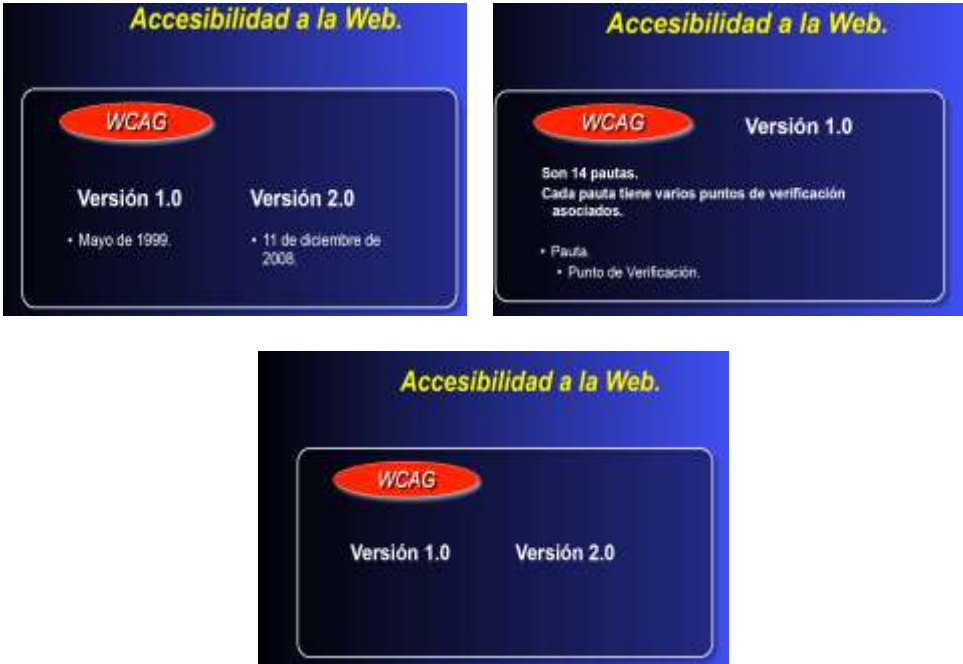 Accesibilidad a la Web.
WCAG
Versión 1.0 Versión 2.0
• Mayo de 1999. • 11 de diciembre de
2008.
Accesibilidad a la Web.
WCAG Versión 1.0
Son 14 pautas.
Cada pauta tiene varios puntos de verificación
asociados.
• Pauta.
• Punto de Verificación.
Accesibilidad a la Web.
WCAG
Versión 1.0 Versión 2.0